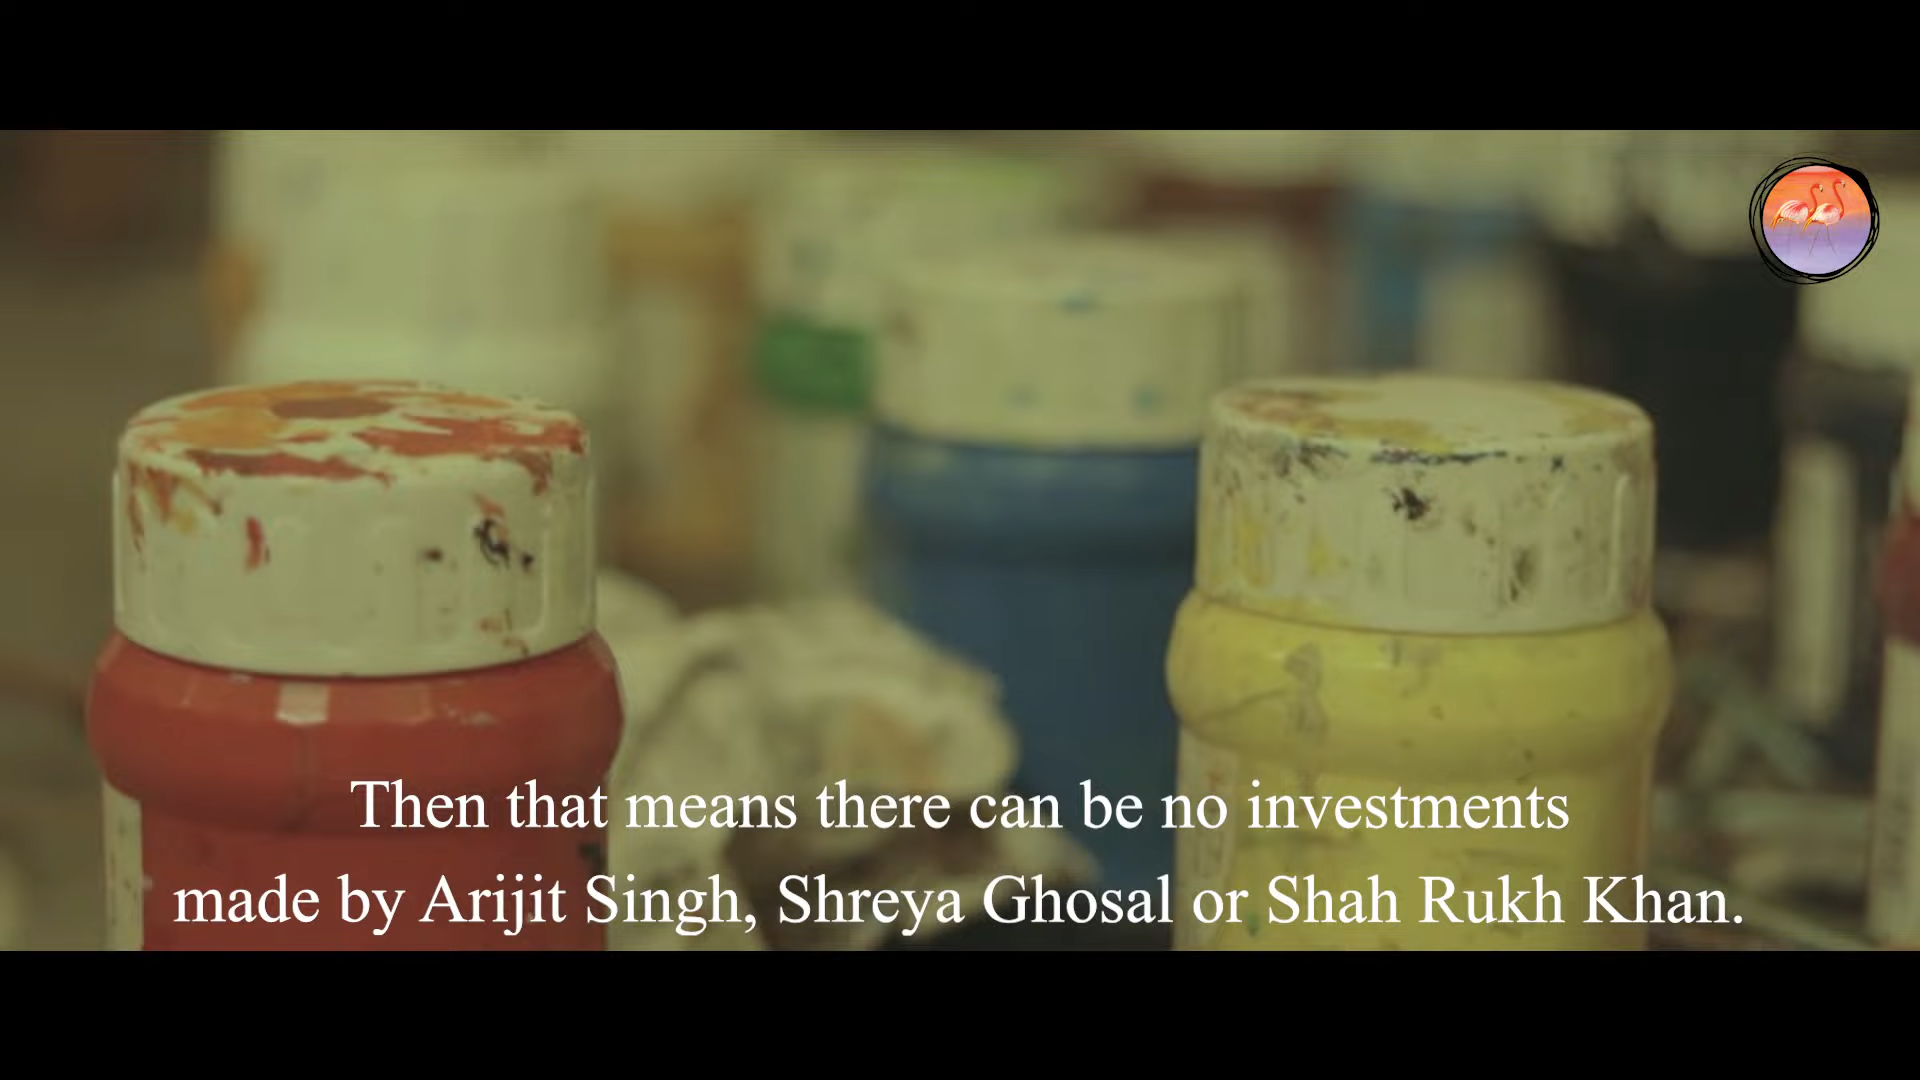 Then that means there can be no investments
made by Arijit Singh, Shreya Ghosal or Shah Rukh Khan.